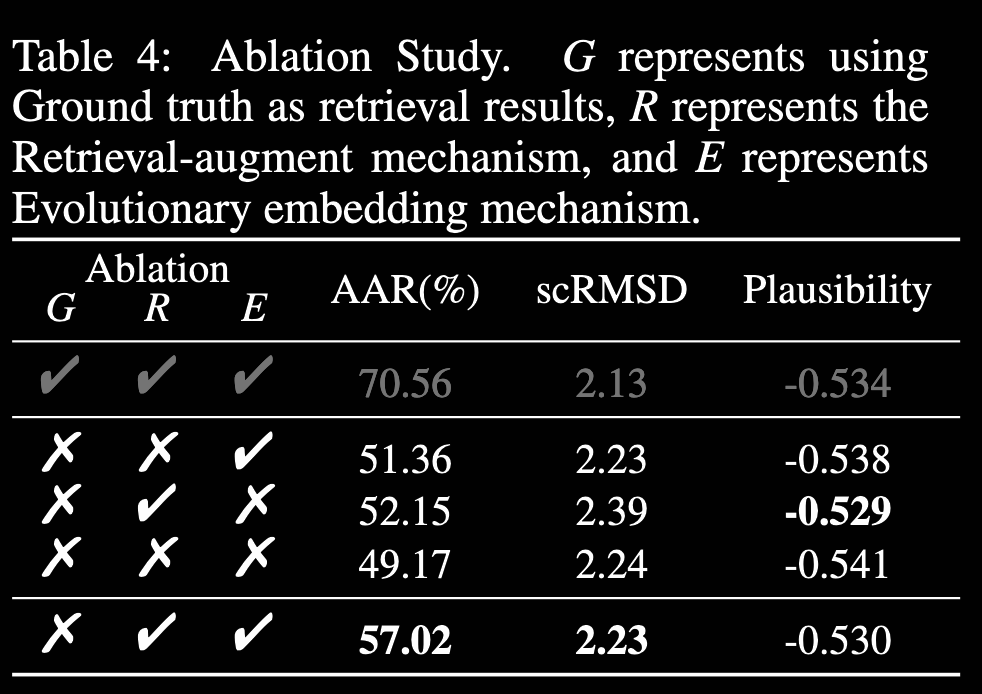 Table 4: Ablation Study. G represents using
Ground truth as retrieval results, R represents the
Retrieval-augment mechanism, and E represents
Evolutionary embedding mechanism.
Ablation
G R E AAR(%) scRMSD Plausibility
✔ ✔ ✔ 70.56 2.13 -0.534
✗ ✗ ✔ 51.36 2.23 -0.538
✗ ✔ ✗ 52.15 2.39 -0.529
✗ ✗ ✗ 49.17 2.24 -0.541
✗ ✔ ✔ 57.02 2.23 -0.530